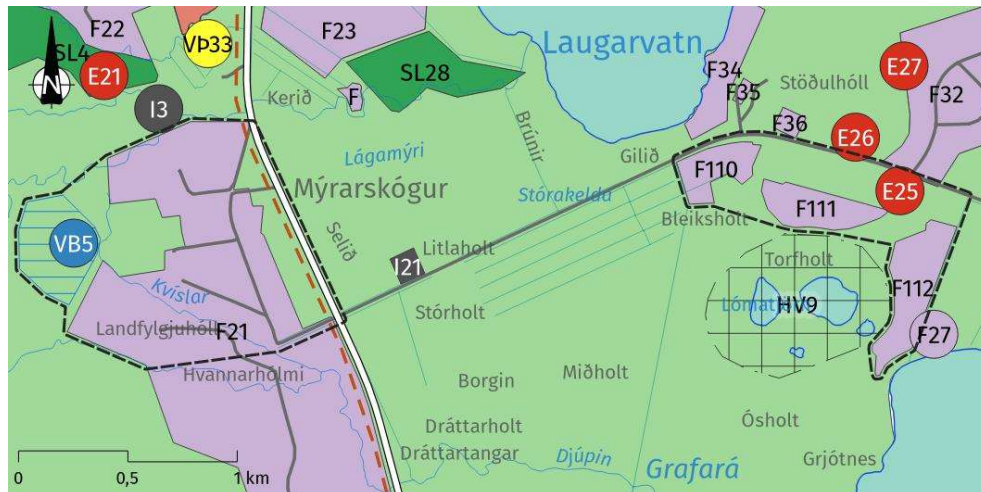 F22
VÞ33
F23
Laugarvatn
SL4
E21
SL28
F34
F35
Stöðulhóll
E27
F32
N
I3
Kerið
F
Brúnir
F36
E26
Lágamýri
Gilið
F110
Mýrarskógur
Stórakelda
E25
Bleiksholt
F111
VB5
Selið
Litlaholt
I21
Torfholt
Kvíslar
Stórholt
HV9
F112
Landfylgjuhóll
F21
F27
Hvannarhólmi
Borgin
Miðholt
Dráttarholt
Ósholt
Dráttartangar
Djúpin
Grafará
Grjótnes
0
0,5
1 km